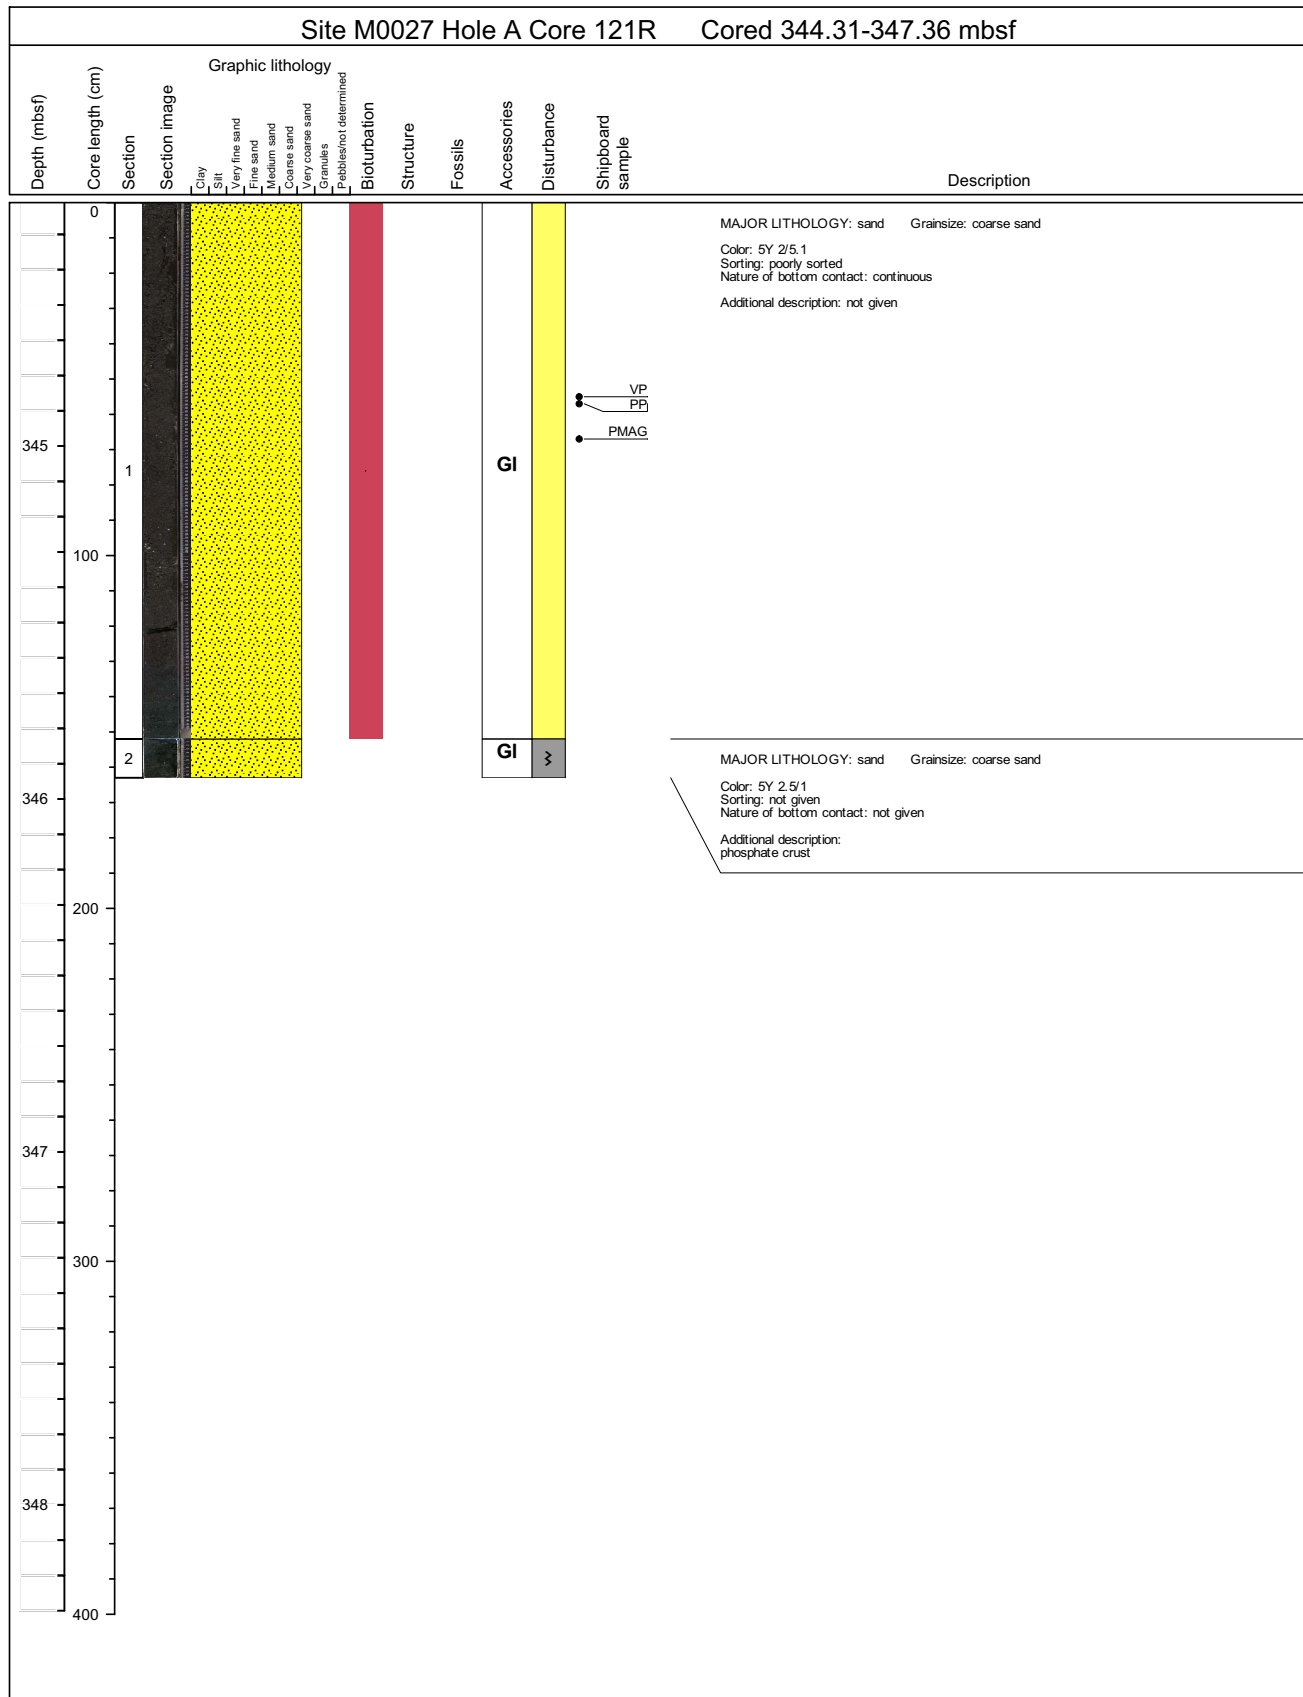 Site M0027 Hole A Core 121R Cored 344.31-347.36 mbsf
Graphic lithology
Depth (mbsf)
Core length (cm)
Section
Section image
Clay
Silt
Very fine sand
Fine sand
Medium sand
Coarse sand
Very coarse sand
Granules
Pebbles/not determined
Bioturbation
Structure
Fossils
Accessories
Disturbance
Shipboard
sample
Description
0
MAJOR LITHOLOGY: sand Grainsize: coarse sand
Color: 5Y 2/5.1
Sorting: poorly sorted
Nature of bottom contact: continuous
Additional description: not given
VP
PP
PMAG
345
1
Gl
100
2
Gl
MAJOR LITHOLOGY: sand Grainsize: coarse sand
Color: 5Y 2.5/1
Sorting: not given
Nature of bottom contact: not given
Additional description:
phosphate crust
346
200
347
300
348
400